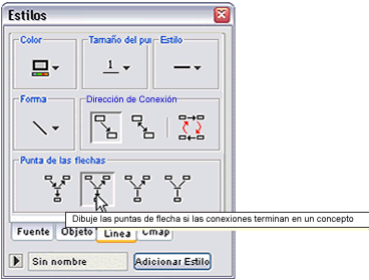 Estilos
Color
Tamaño del pu
Estilo
1
Forma
Dirección de Conexión
Punta de las flechas
Dibuje las puntas de flecha si las conexiones terminan en un concepto
Fuente Objeto Línea Cmap
Sin nombre Adicionar Estilo